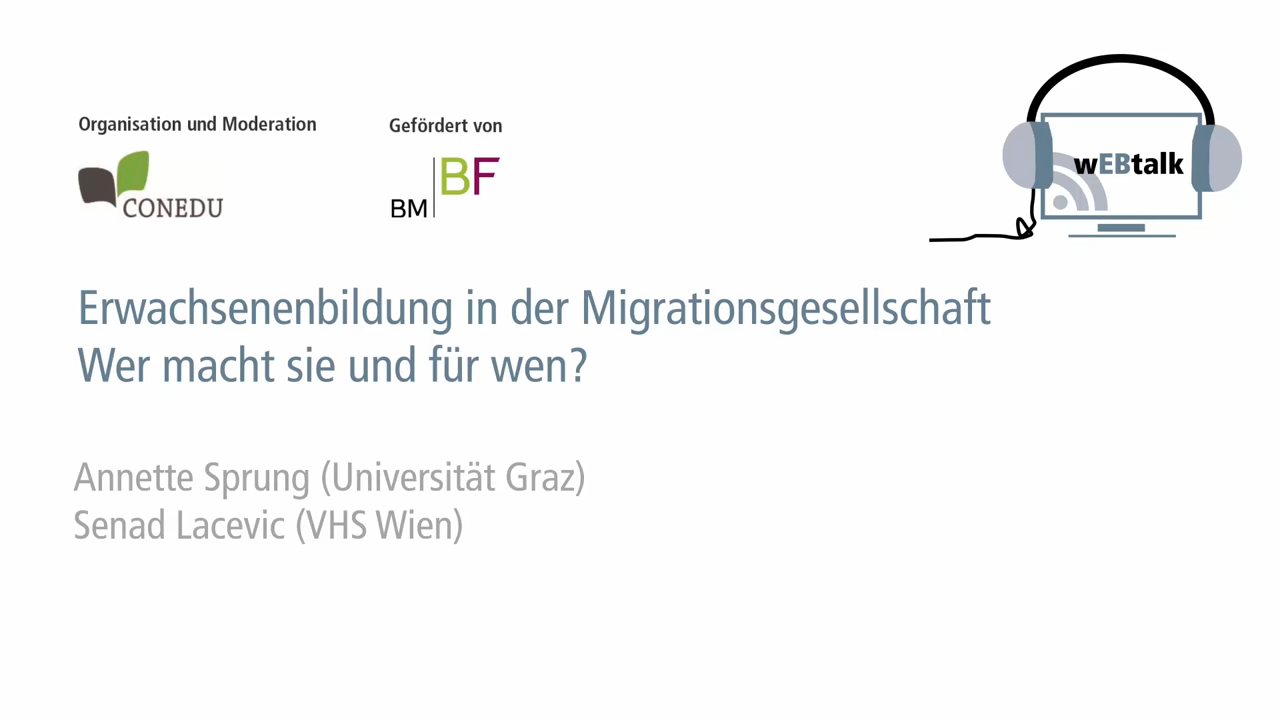 Organisation und Moderation
Gefördert von
CONEDU
BM BF
wEBtalk
Erwachsenenbildung in der Migrationsgesellschaft
Wer macht sie und für wen?
Annette Sprung (Universität Graz)
Senad Lacevic (VHS Wien)